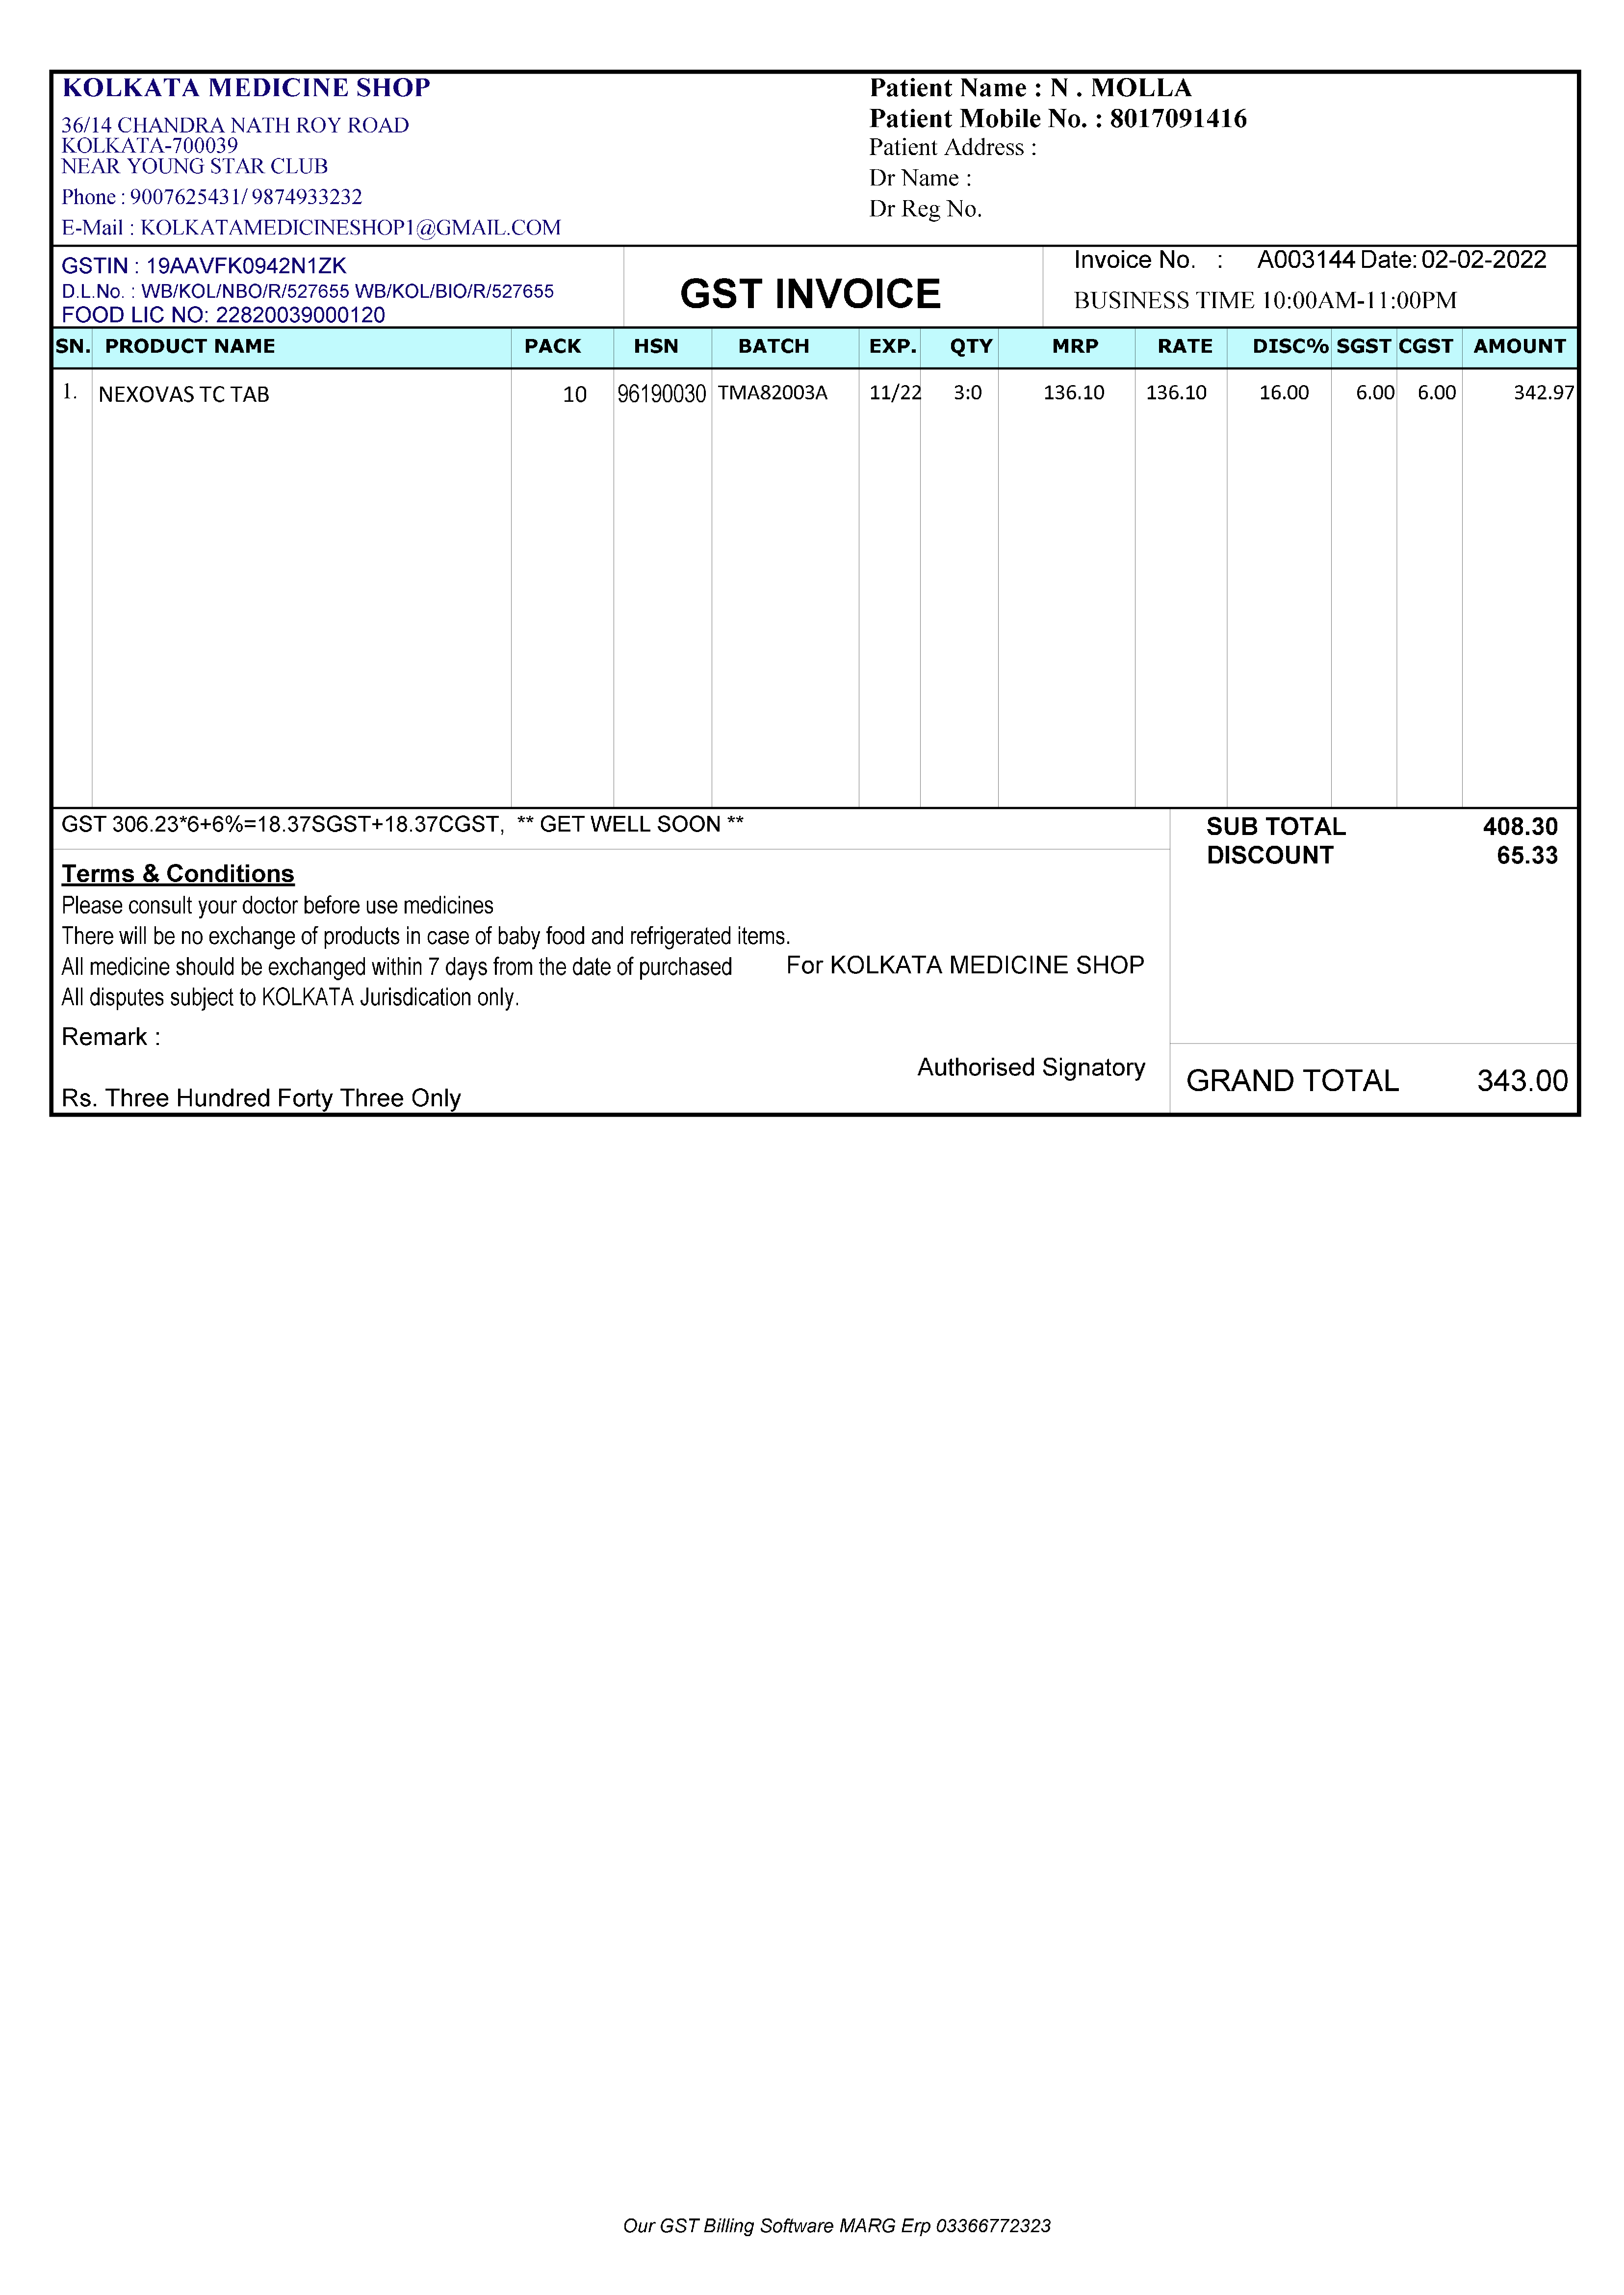 KOLKATA MEDICINE SHOP
36/14 CHANDRA NATH ROY ROAD
KOLKATA-700039
NEAR YOUNG STAR CLUB
Phone : 9007625431/ 9874933232
E-Mail : KOLKATAMEDICINESHOP1@GMAIL.COM
Patient Name : N . MOLLA
Patient Mobile No. : 8017091416
Patient Address :
Dr Name :
Dr Reg No.
GSTIN : 19AAVFK0942N1ZK
D.L.No. : WB/KOL/NBO/R/527655 WB/KOL/BIO/R/527655
FOOD LIC NO: 22820039000120
GST INVOICE
Invoice No. : A003144 Date: 02-02-2022
BUSINESS TIME 10:00AM-11:00PM
SN. PRODUCT NAME PACK HSN BATCH EXP. QTY MRP RATE DISC% SGST CGST AMOUNT
1. NEXOVAS TC TAB 10 96190030 TMA82003A 11/22 3:0 136.10 136.10 16.00 6.00 6.00 342.97
GST 306.23*6+6%=18.37SGST+18.37CGST, ** GET WELL SOON **
SUB TOTAL 408.30
DISCOUNT 65.33
Terms & Conditions
Please consult your doctor before use medicines
There will be no exchange of products in case of baby food and refrigerated items.
All medicine should be exchanged within 7 days from the date of purchased
For KOLKATA MEDICINE SHOP
All disputes subject to KOLKATA Jurisdication only.
Remark :
Authorised Signatory
GRAND TOTAL 343.00
Rs. Three Hundred Forty Three Only
Our GST Billing Software MARG Erp 03366772323